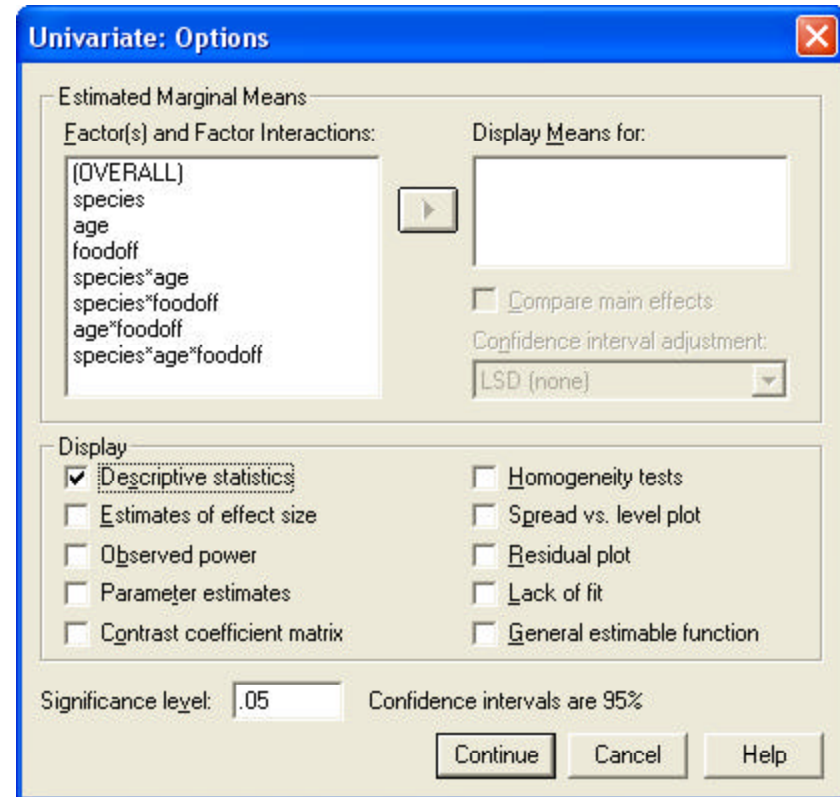 Univariate: Options
Estimated Marginal Means
Factor(s) and Factor Interactions:
(OVERALL)
species
age
foodoff
species*age
species*foodoff
age*foodoff
species*age*foodoff
Display Means for:
Compare main effects
Confidence interval adjustment:
LSD (none)
Display
Descriptive statistics
Estimates of effect size
Observed power
Parameter estimates
Contrast coefficient matrix
Homogeneity tests
Spread vs. level plot
Residual plot
Lack of fit
General estimable function
Significance level: .05 Confidence intervals are 95%
Continue Cancel Help